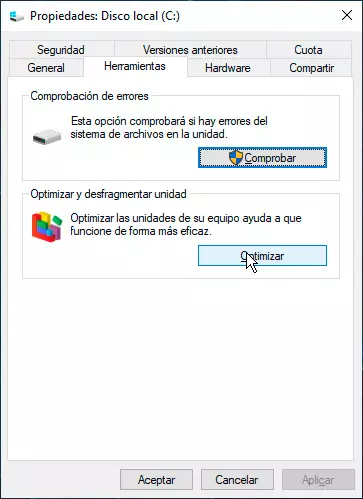 Propiedades: Disco local (C:)
Seguridad Versiones anteriores Cuota
General Herramientas Hardware Compartir
Comprobación de errores
Esta opción comprobará si hay errores del
sistema de archivos en la unidad.
Comprobar
Optimizar y desfragmentar unidad
Optimizar las unidades de su equipo ayuda a que
funcione de forma más eficaz.
Optimizar
Aceptar Cancelar Aplicar